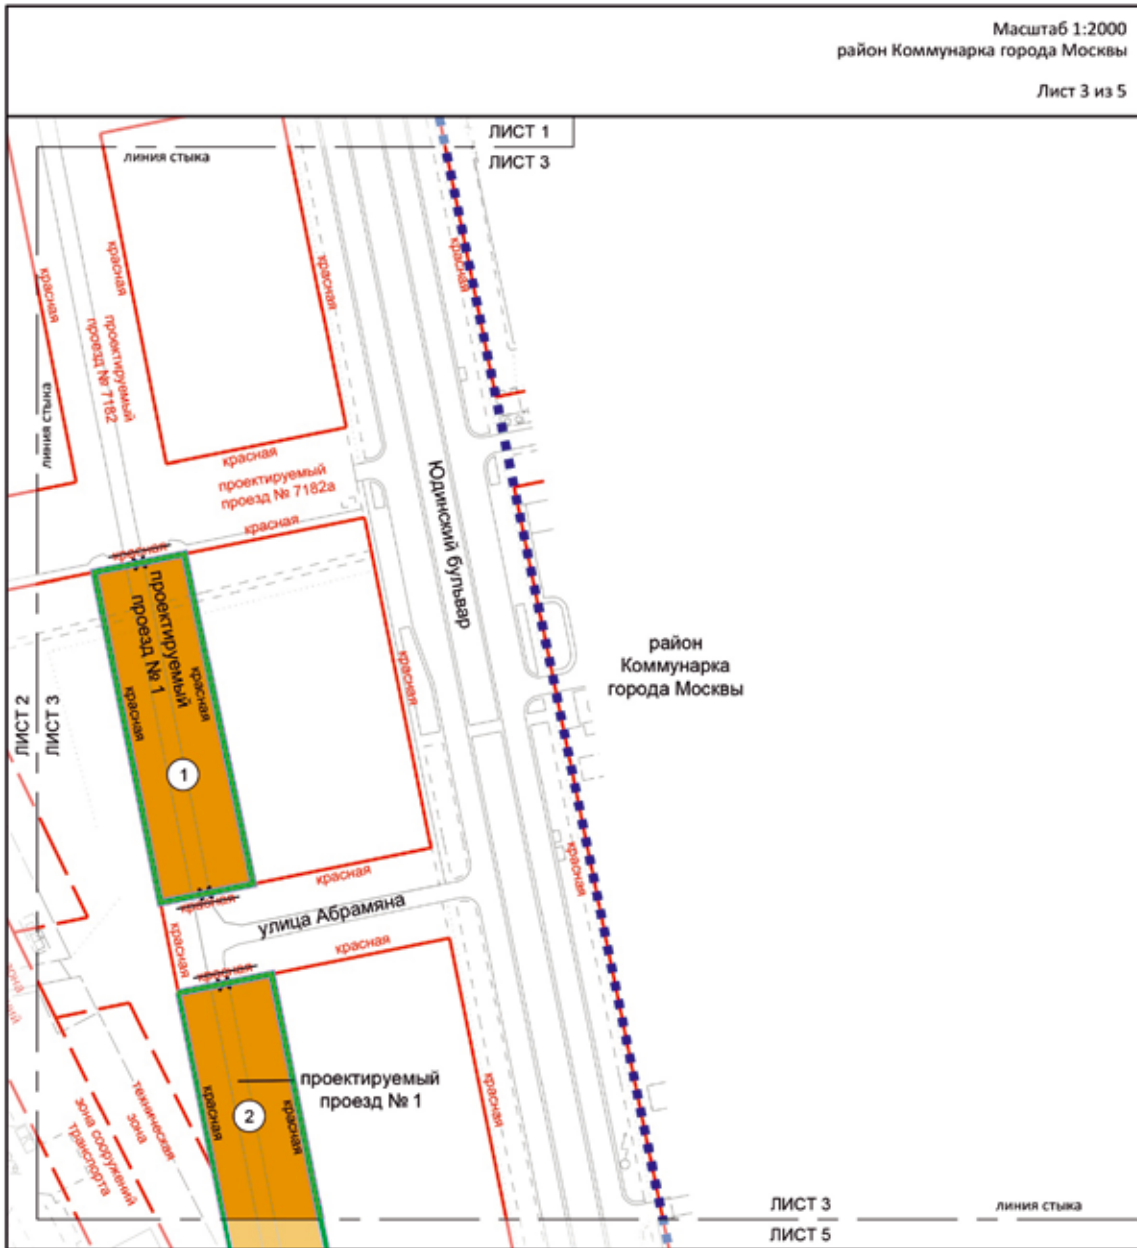 Масштаб 1:2000
район Коммунарка города Москвы
Лист 3 из 5
ЛИСТ 1
линия стыка
ЛИСТ 3
красная
красная
красная
красная
проектируемый
проезд № 7182
линия стыка
красная
проектируемый
проезд № 7182а
красная
Юдинский бульвар
красная
проектируемый
проезд № 1
красная
красная
красная
район
Коммунарка
города Москвы
ЛИСТ 2
ЛИСТ 3
1
красная
красная
красная
улица Абрамяна
красная
красная
красная
красная
проектируемый
проезд № 1
2
красная
красная
красная
техническая
зона
зона сооружений
транспорта
зона
ЛИСТ 3
линия стыка
ЛИСТ 5